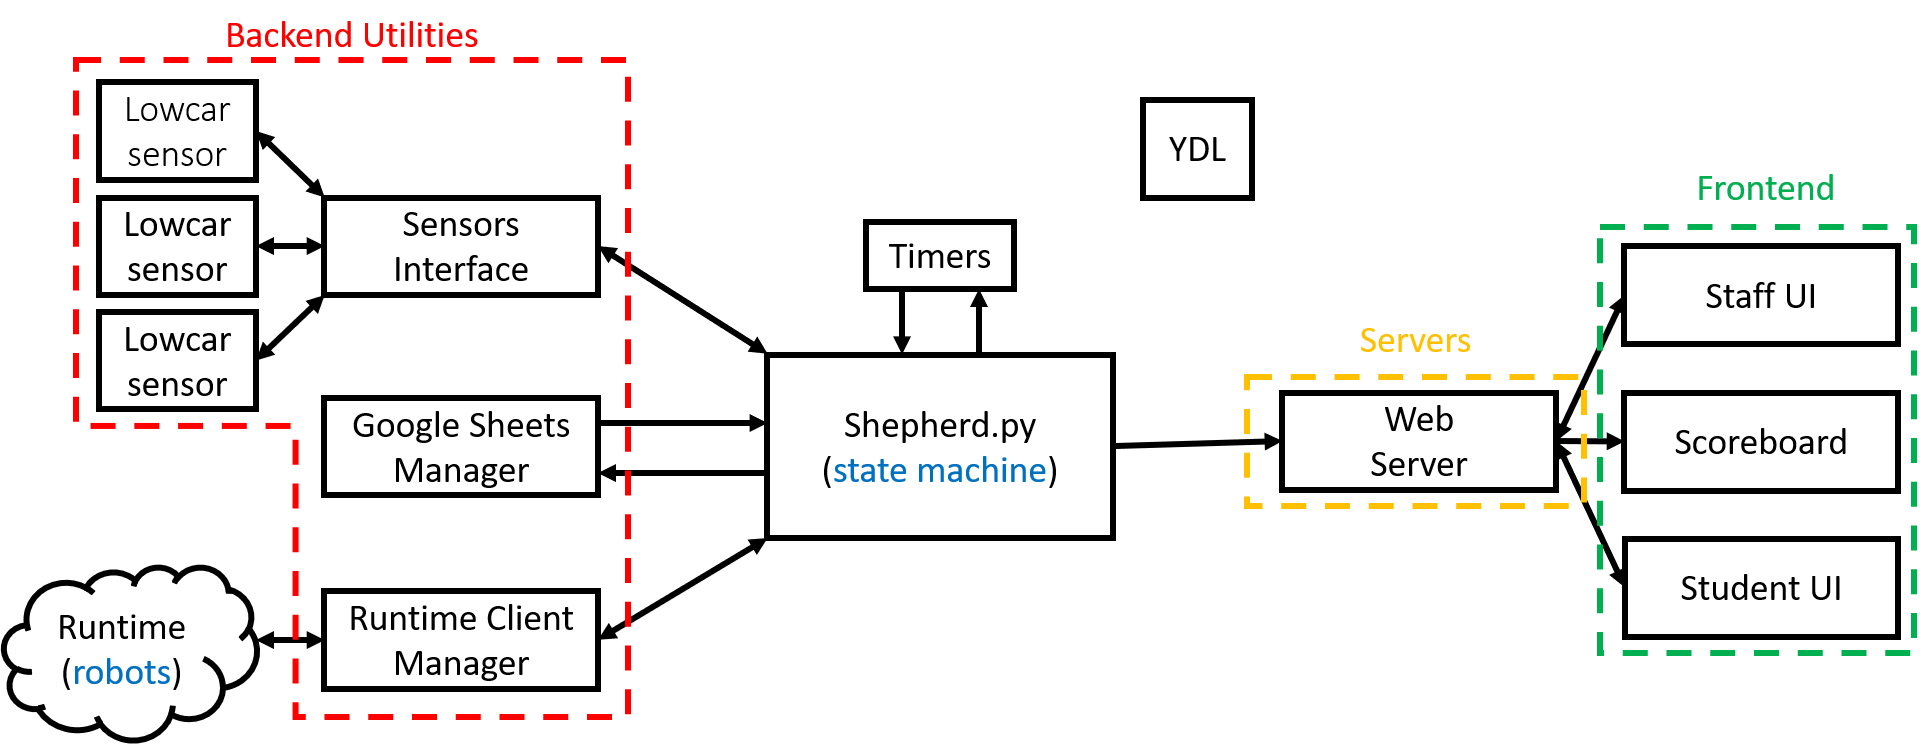 Backend Utilities
Lowcar
sensor
Lowcar
sensor
Lowcar
sensor
Sensors
Interface
Google Sheets
Manager
Runtime Client
Manager
Runtime
(robots)
Timers
Shepherd.py
(state machine)
YDL
Servers
Web
Server
Frontend
Staff UI
Scoreboard
Student UI